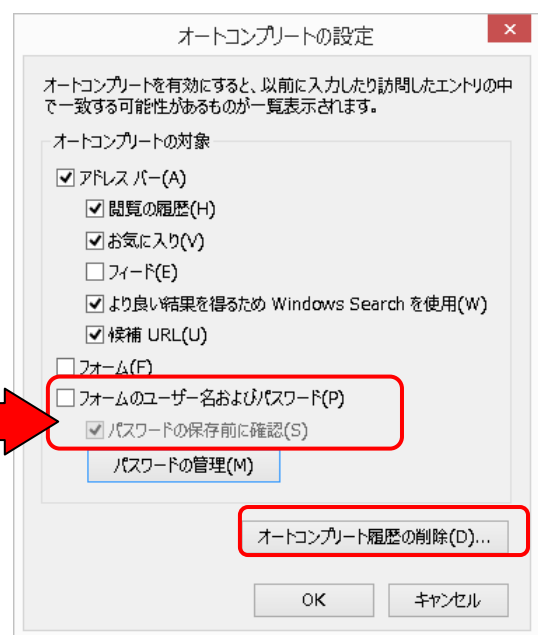 オートコンプリートの設定
オートコンプリートを有効にすると、以前に入力したり訪問したエントリの中
で一致する可能性があるものが一覧表示されます。
オートコンプリートの対象
アドレス バー(A)
閲覧の履歴(H)
お気に入り(V)
フィード(E)
より良い結果を得るため Windows Search を使用(W)
候補 URL(U)
フォーム(F)
フォームのユーザー名およびパスワード(P)
パスワードの保存前に確認(S)
パスワードの管理(M)
オートコンプリート履歴の削除(D)...
OK
キャンセル